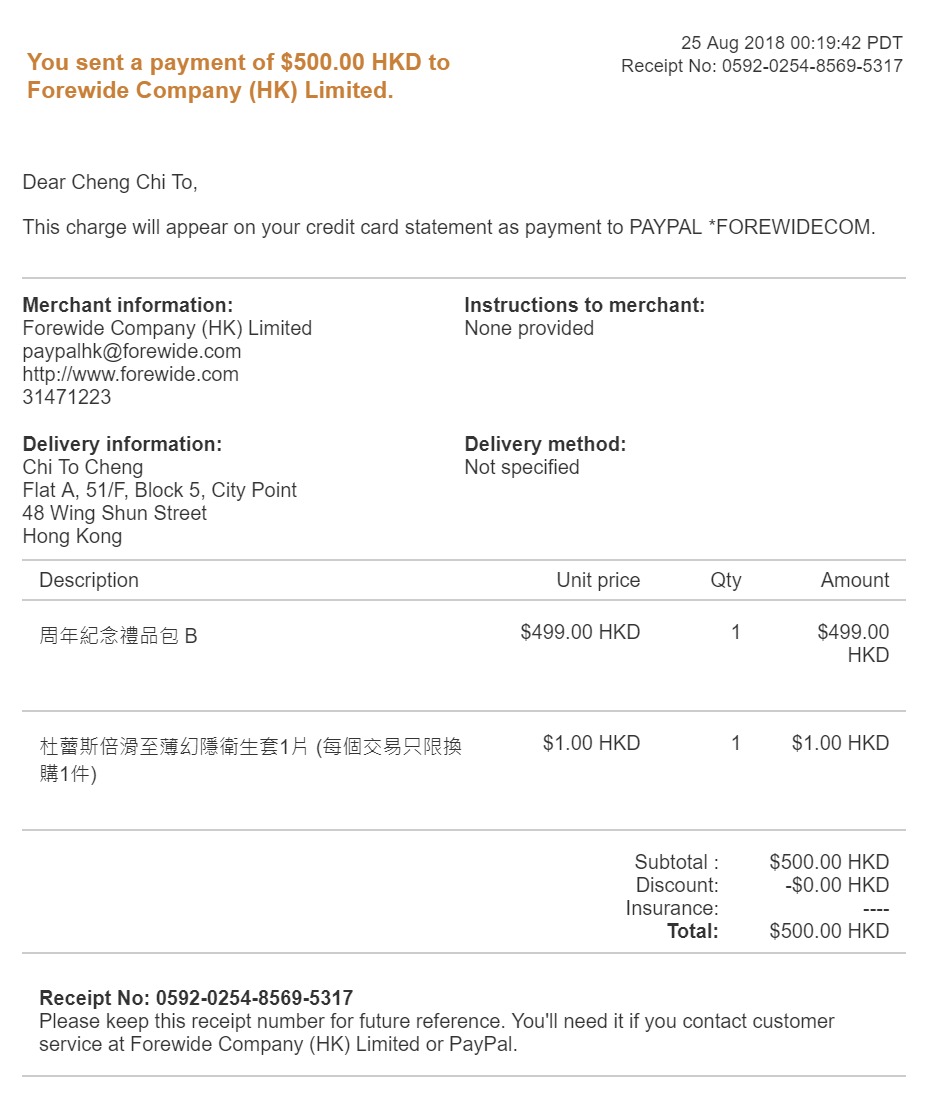 You sent a payment of $500.00 HKD to
Forewide Company (HK) Limited.
25 Aug 2018 00:19:42 PDT
Receipt No: 0592-0254-8569-5317
Dear Cheng Chi To,
This charge will appear on your credit card statement as payment to PAYPAL *FOREWIDECOM.
Merchant information:
Forewide Company (HK) Limited
paypalhk@forewide.com
http://www.forewide.com
31471223
Instructions to merchant:
None provided
Delivery information:
Chi To Cheng
Flat A, 51/F, Block 5, City Point
48 Wing Shun Street
Hong Kong
Delivery method:
Not specified
Description Unit price Qty Amount
周年紀念禮品包 B $499.00 HKD 1 $499.00
HKD
杜蕾斯倍滑至薄幻隱衛生套1片 (每個交易只限換 $1.00 HKD 1 $1.00 HKD
購1件)
Subtotal : $500.00 HKD
Discount: -$0.00 HKD
Insurance: ----
Total: $500.00 HKD
Receipt No: 0592-0254-8569-5317
Please keep this receipt number for future reference. You'll need it if you contact customer
service at Forewide Company (HK) Limited or PayPal.